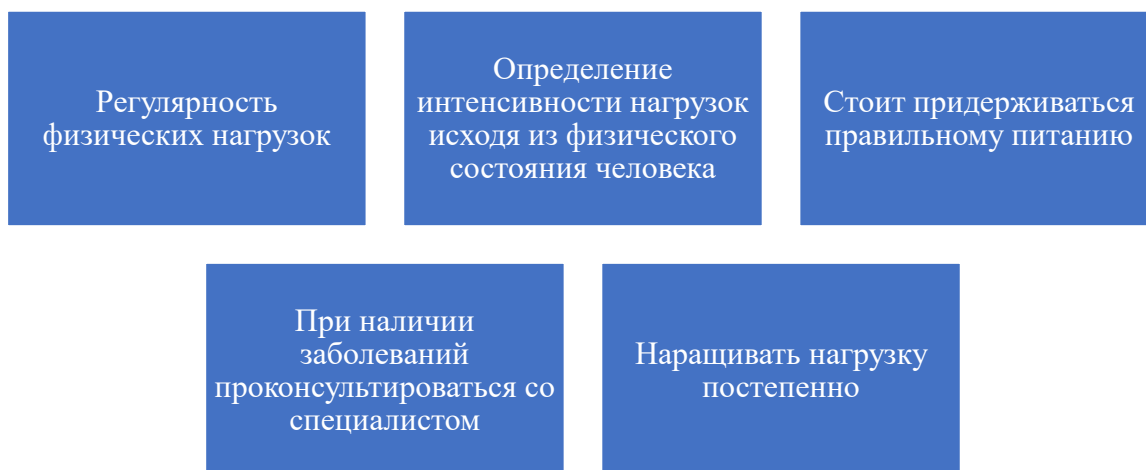 Регулярность
физических нагрузок
Определение
интенсивности нагрузок
исходя из физического
состояния человека
Стоит придерживаться
правильному питанию
При наличии
заболеваний
проконсультироваться со
специалистом
Наращивать нагрузку
постепенно